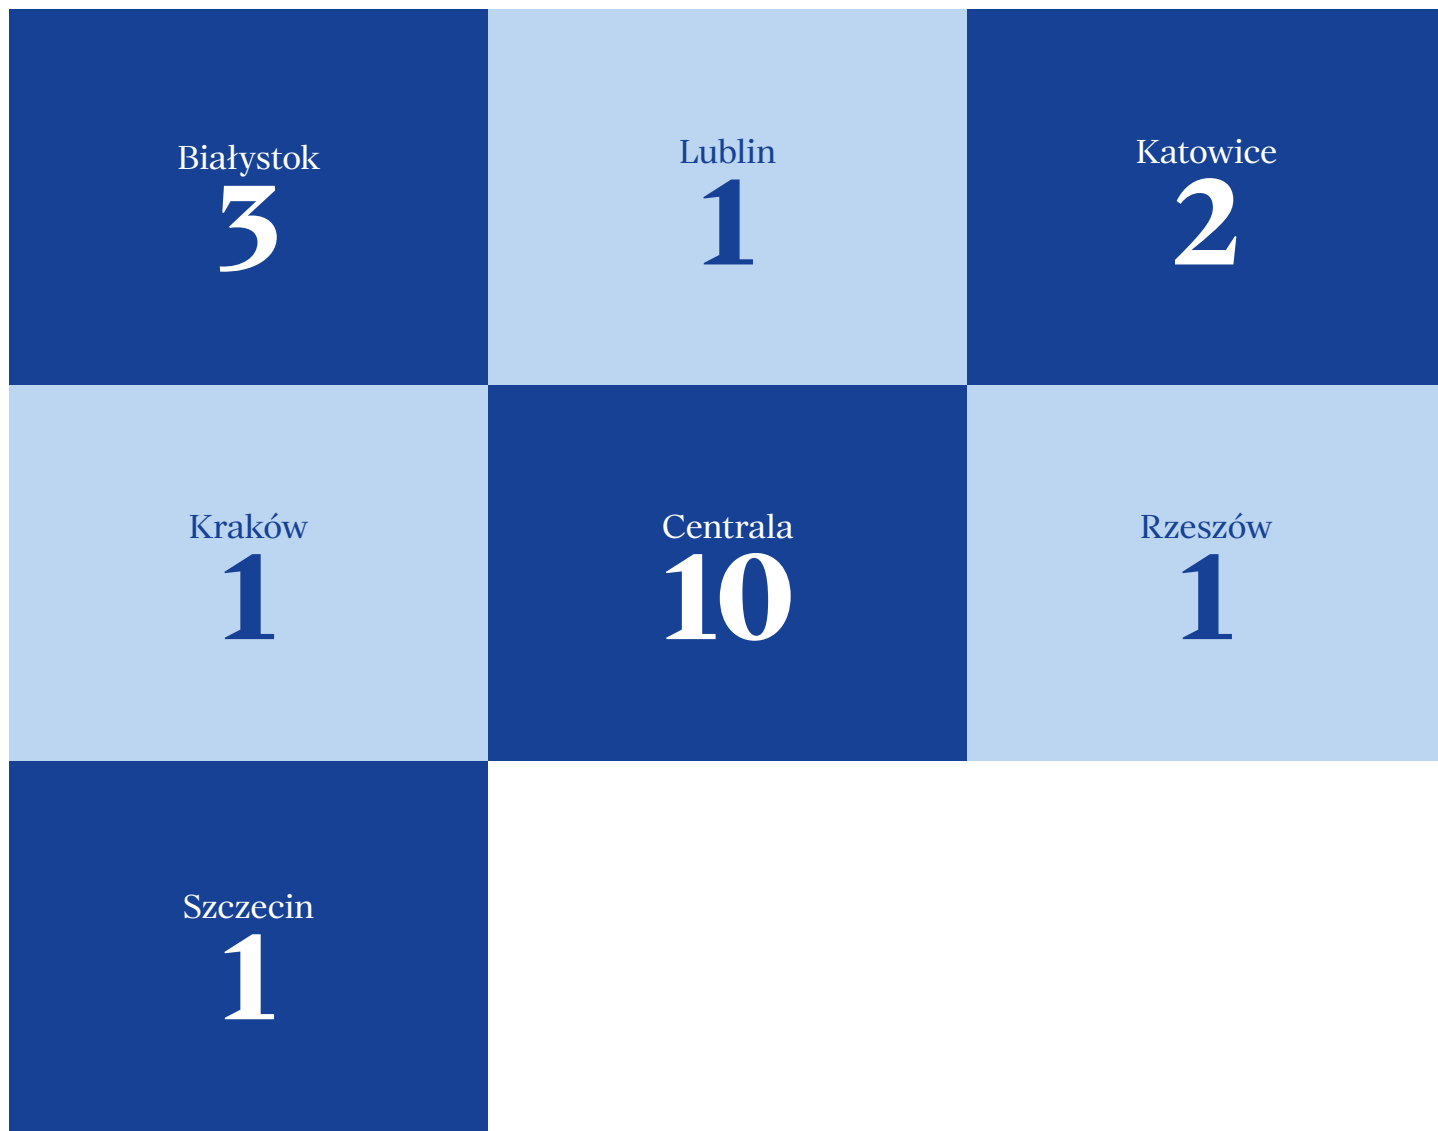 Białystok
3
Lublin
1
Katowice
2
Kraków
1
Centrala
10
Rzeszów
1
Szczecin
1